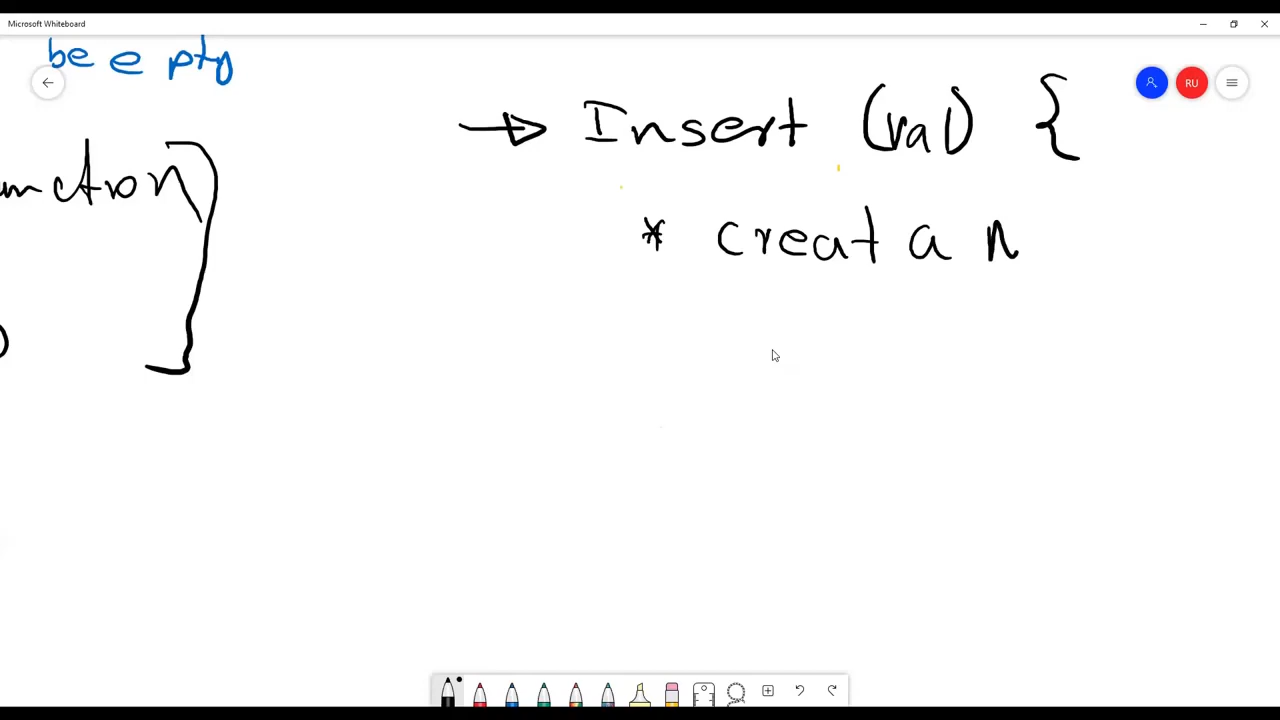 Microsoft Whiteboard
be e pty
RU
→ Insert (val) {
nction
* creat a n